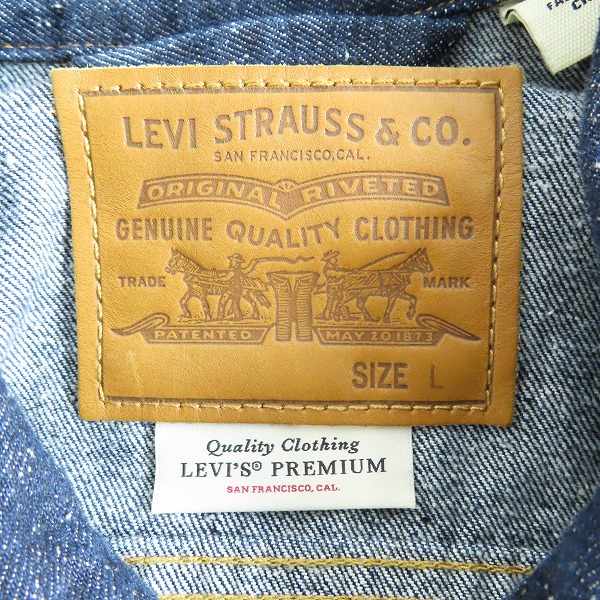 LEVI STRAUSS & CO.
SAN FRANCISCO, CAL.
ORIGINAL RIVETED
GENUINE QUALITY CLOTHING
TRADE MARK
PATENTED MAY 20 1873
SIZE L
Quality Clothing
LEVI'S® PREMIUM
SAN FRANCISCO, CAL.